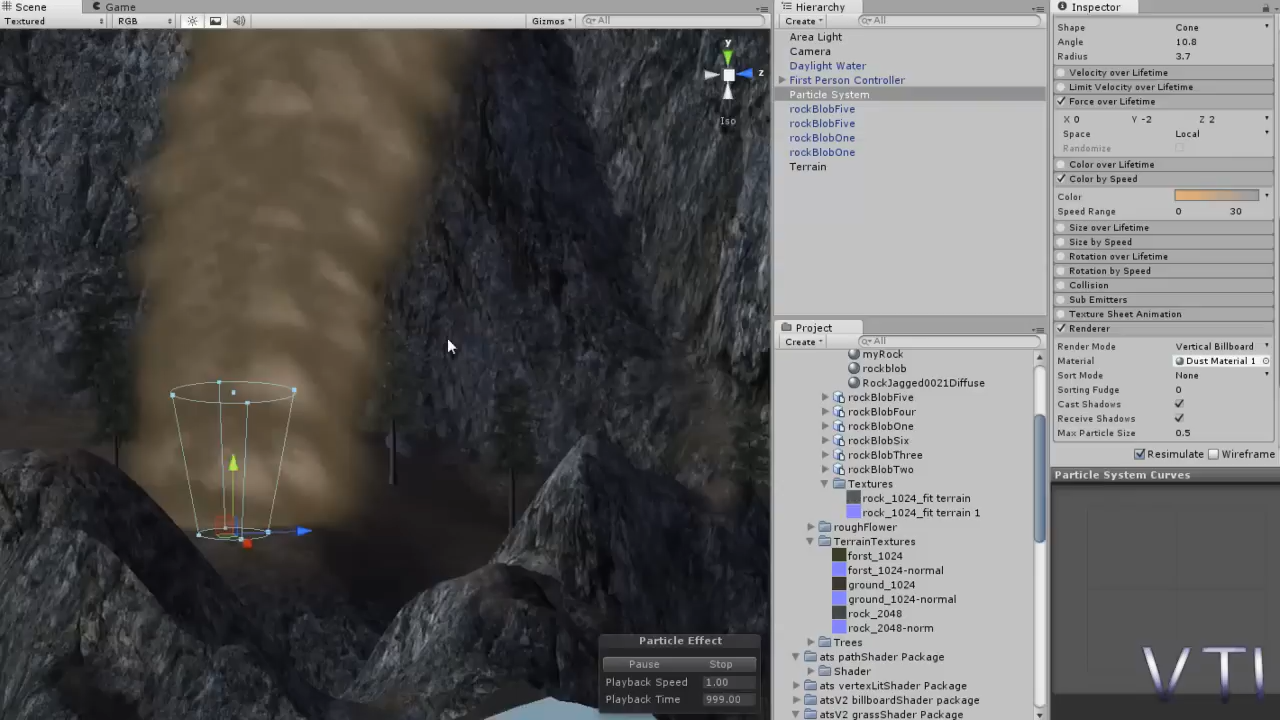 Scene
Game
Textured
RGB
Gizmos
All
y
z
Iso
Particle Effect
Pause Stop
Playback Speed 1.00
Playback Time 999.00
Hierarchy
Create All
Area Light
Camera
Daylight Water
First Person Controller
Particle System
rockBlobFive
rockBlobFive
rockBlobOne
rockBlobOne
Terrain
Project
Create All
myRock
rockblob
RockJagged0021Diffuse
rockBlobFive
rockBlobFour
rockBlobOne
rockBlobSix
rockBlobThree
rockBlobTwo
Textures
rock_1024_fit terrain
rock_1024_fit terrain 1
roughFlower
TerrainTextures
forst_1024
forst_1024-normal
ground_1024
ground_1024-normal
rock_2048
rock_2048-norm
Trees
ats pathShader Package
Shader
ats vertexLitShader Package
atsV2 billboardShader package
atsV2 grassShader Package
Inspector
Shape Cone
Angle 10.8
Radius 3.7
Velocity over Lifetime
Limit Velocity over Lifetime
Force over Lifetime
X 0 Y -2 Z 2
Space Local
Randomize
Color over Lifetime
Color by Speed
Color
Speed Range 0 30
Size over Lifetime
Size by Speed
Rotation over Lifetime
Rotation by Speed
Collision
Sub Emitters
Texture Sheet Animation
Renderer
Render Mode Vertical Billboard
Material Dust Material 1
Sort Mode None
Sorting Fudge 0
Cast Shadows
Receive Shadows
Max Particle Size 0.5
Resimulate Wireframe
Particle System Curves
VTI